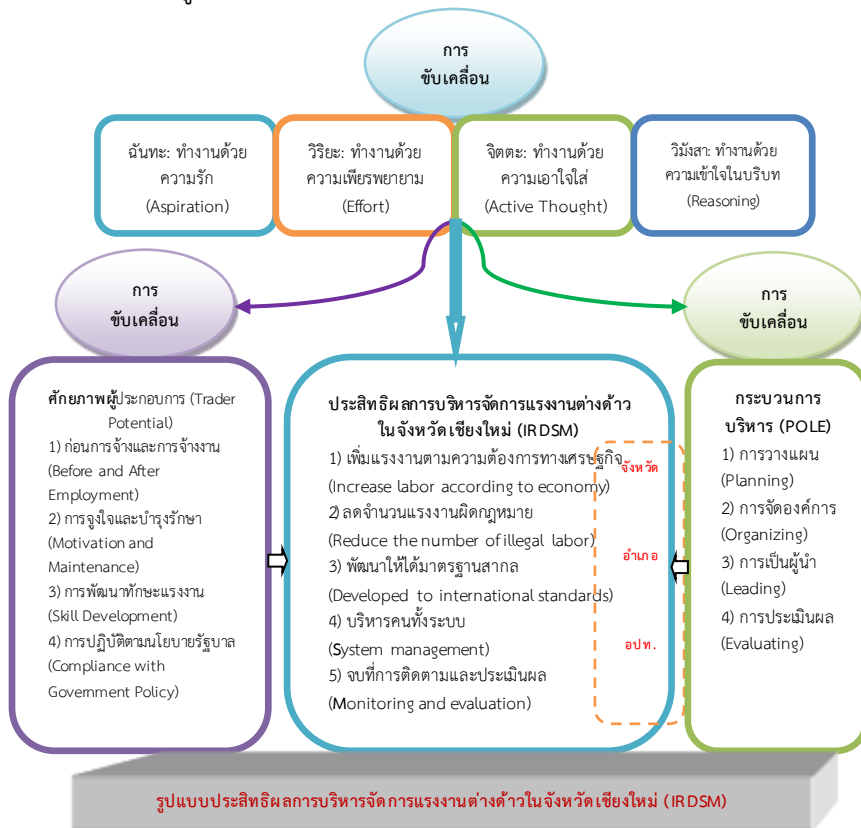 การ
ขับเคลื่อน
ฉันทะ: ทำงานด้วย
ความรัก
(Aspiration)
วิริยะ: ทำงานด้วย
ความเพียรพยายาม
(Effort)
จิตตะ: ทำงานด้วย
ความเอาใจใส่
(Active Thought)
วิมังสา: ทำงานด้วย
ความเข้าใจในบริบท
(Reasoning)
การ
ขับเคลื่อน
การ
ขับเคลื่อน
ศักยภาพผู้ประกอบการ (Trader
Potential)
1) ก่อนการจ้างและการจ้างงาน
(Before and After
Employment)
2) การจูงใจและบำรุงรักษา
(Motivation and
Maintenance)
3) การพัฒนาทักษะแรงงาน
(Skill Development)
4) การปฏิบัติตามนโยบายรัฐบาล
(Compliance with
Government Policy)
ประสิทธิผลการบริหารจัดการแรงงานต่างด้าว
ในจังหวัดเชียงใหม่ (IRDSM)
1) เพิ่มแรงงานตามความต้องการทางเศรษฐกิจ
(Increase labor according to economy)
2) ลดจำนวนแรงงานผิดกฎหมาย
(Reduce the number of illegal labor)
3) พัฒนาให้ได้มาตรฐานสากล
(Developed to international standards)
4) บริหารคนทั้งระบบ
(System management)
5) จบที่การติดตามและประเมินผล
(Monitoring and evaluation)
จังหวัด
อำเภอ
อปท.
กระบวนการ
บริหาร (POLE)
1) การวางแผน
(Planning)
2) การจัดองค์การ
(Organizing)
3) การเป็นผู้นำ
(Leading)
4) การประเมินผล
(Evaluating)
รูปแบบประสิทธิผลการบริหารจัดการแรงงานต่างด้าวในจังหวัดเชียงใหม่ (IRDSM)